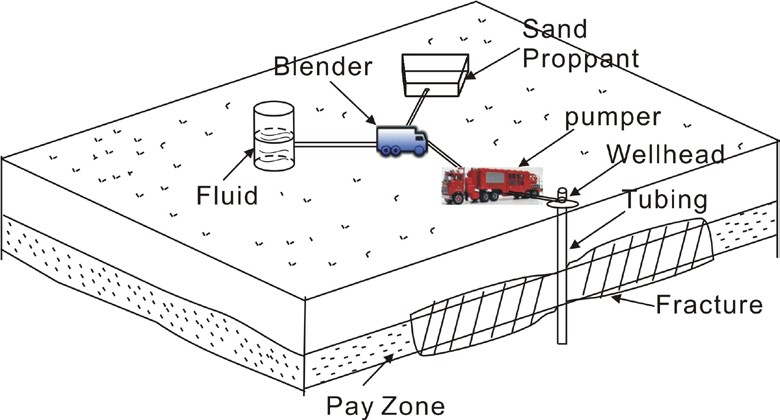 Sand
Proppant
Blender
pumper
Wellhead
Fluid
Tubing
Fracture
Pay Zone